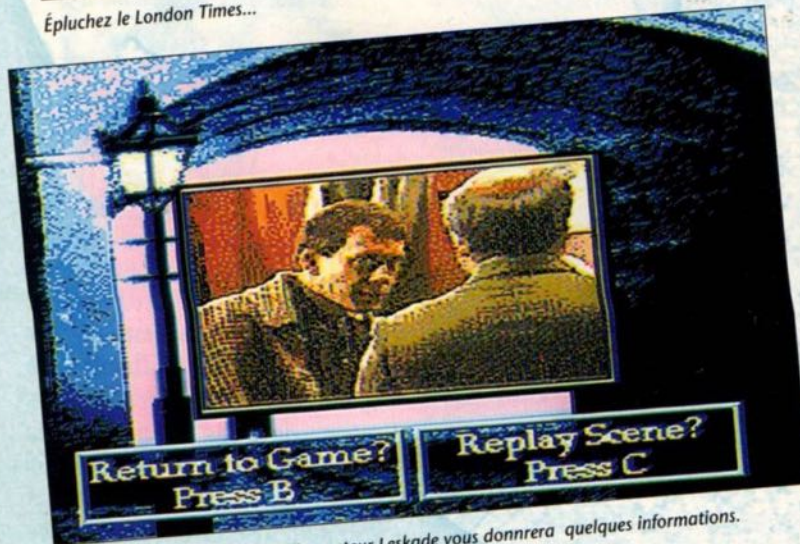 Épluchez le London Times...
Return to Game?
Press B
Replay Scene?
Press C
Leskade vous donnrera quelques informations.